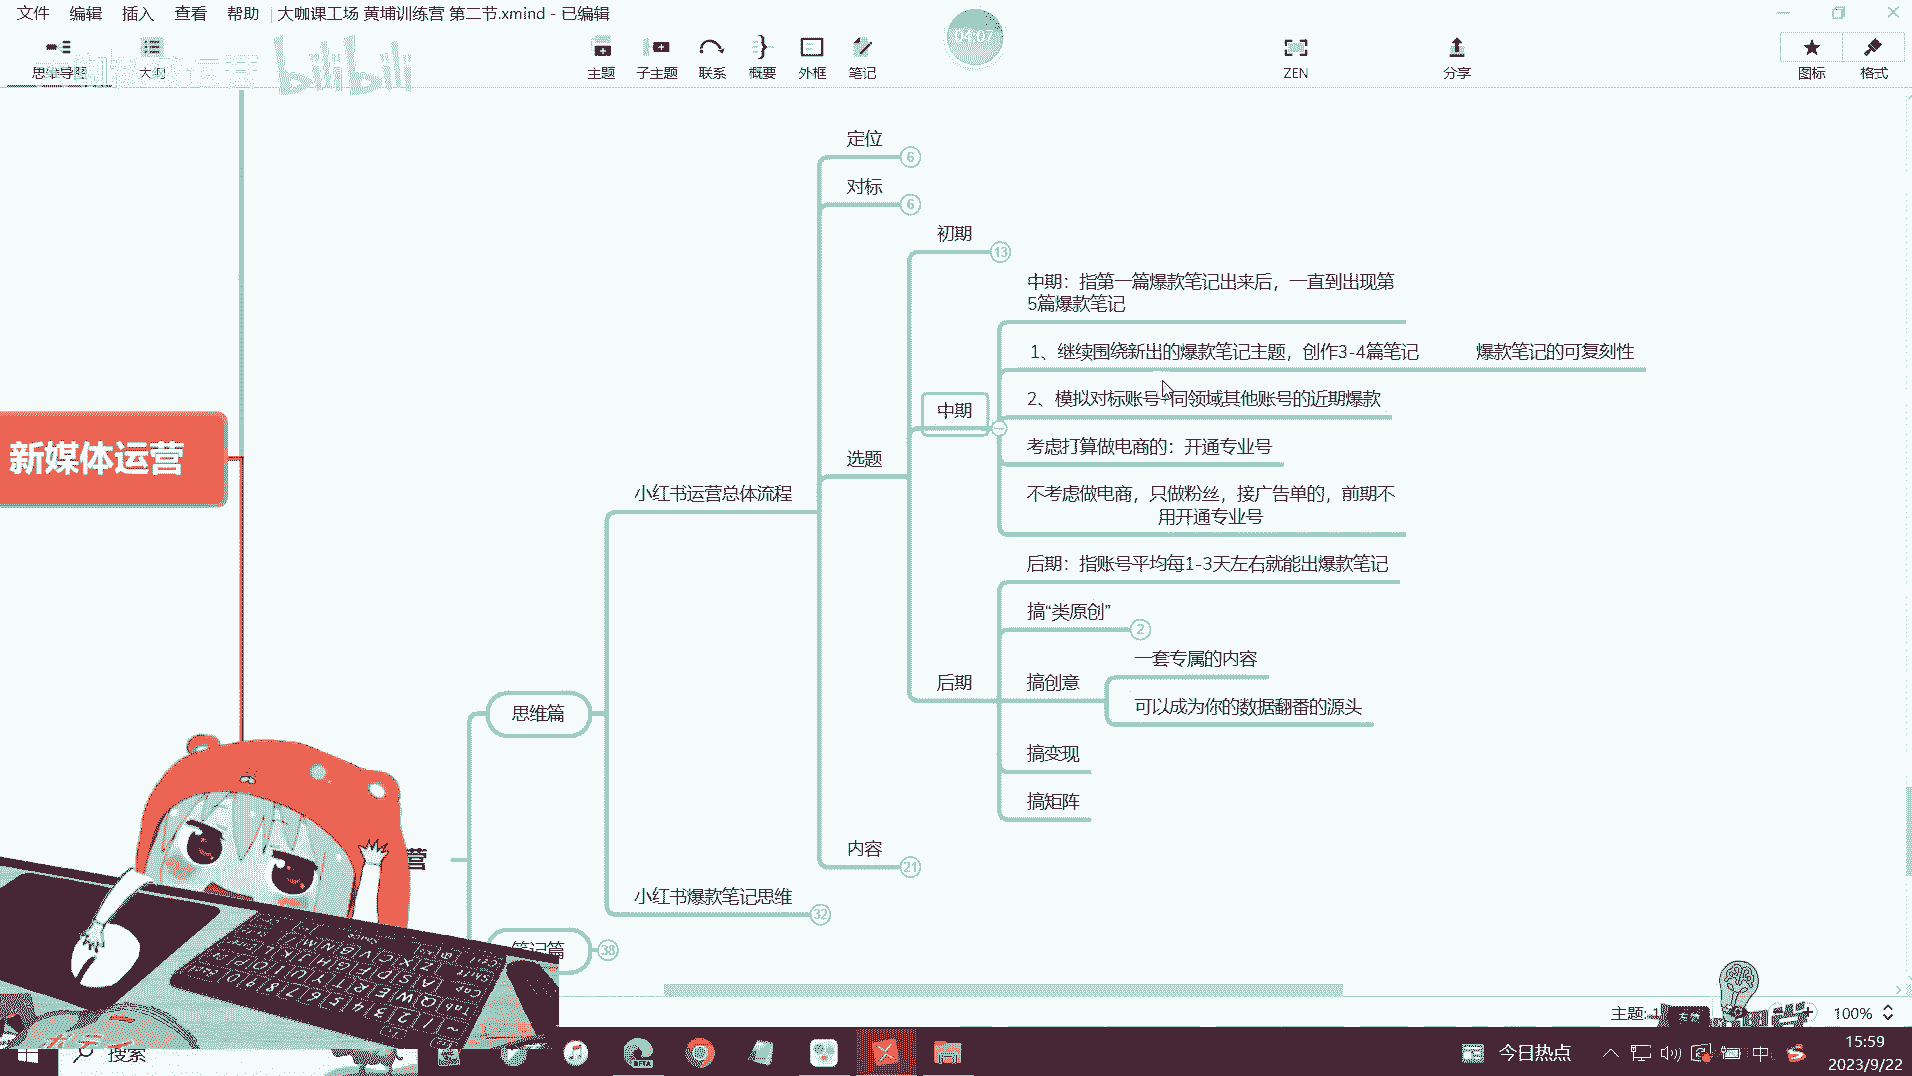 文件 编辑 插入 查看 帮助 大咖课工场 黄埔训练营 第二节.xmind - 已编辑
04:07
bilibili
思维导图 大纲 主题 子主题 联系 概要 外框 笔记 ZEN 分享 图标 格式
定位 6
对标 6
初期 13
中期：指第一篇爆款笔记出来后，一直到出现第
5篇爆款笔记
1、继续围绕新出的爆款笔记主题，创作3-4篇笔记 爆款笔记的可复刻性
2、模拟对标账号+同领域其他账号的近期爆款
中期
考虑打算做电商的：开通专业号
新媒体运营
选题
小红书运营总体流程
不考虑做电商，只做粉丝，接广告单的，前期不
用开通专业号
后期：指账号平均每1-3天左右就能出爆款笔记
搞“类原创” 2
一套专属的内容
后期 搞创意
可以成为你的数据翻番的源头
思维篇
搞变现
搞矩阵
内容 21
营
小红书爆款笔记思维 32
笔记篇 38
主题: 100%
搜索
BETA
今日热点
中
15:59
2023/9/22